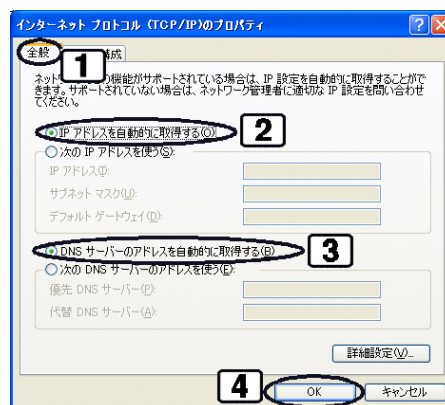 インターネット プロトコル (TCP/IP)のプロパティ
全般
1
構成
ネットワークの機能がサポートされている場合は、IP 設定を自動的に取得することがで
きます。サポートされていない場合は、ネットワーク管理者に適切な IP 設定を問い合わせ
てください。
IP アドレスを自動的に取得する(O)
2
次の IP アドレスを使う(S):
IP アドレス(I):
サブネット マスク(U):
デフォルト ゲートウェイ(D):
DNS サーバーのアドレスを自動的に取得する(B)
3
次の DNS サーバーのアドレスを使う(E):
優先 DNS サーバー(P):
代替 DNS サーバー(A):
詳細設定(V)...
4
OK
キャンセル